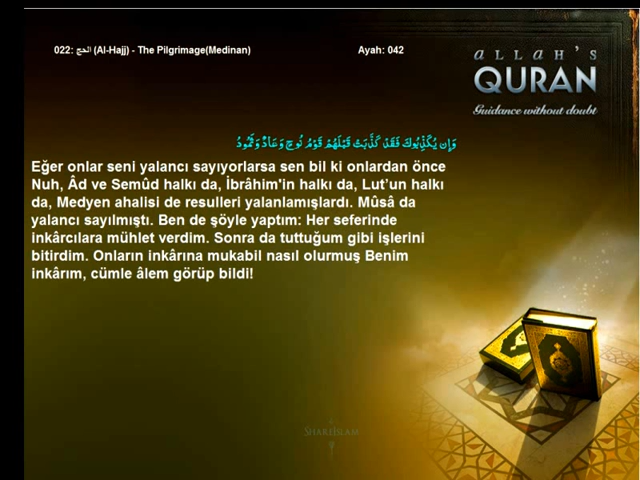 022: الحج (Al-Hajj) - The Pilgrimage(Medinan) Ayah: 042
ALLAH'S
QURAN
Guidance without doubt
وَإِن يُكَذِّبُوكَ فَقَدْ كَذَّبَتْ قَبْلَهُمْ قَوْمُ نُوحٍ وَعَادٌ وَثَمُودُ
Eğer onlar seni yalancı sayıyorlarsa sen bil ki onlardan önce
Nuh, Âd ve Semûd halkı da, İbrâhim'in halkı da, Lut'un halkı
da, Medyen ahalisi de resulleri yalanlamışlardı. Mûsâ da
yalancı sayılmıştı. Ben de şöyle yaptım: Her seferinde
inkârcılara mühlet verdim. Sonra da tuttuğum gibi işlerini
bitirdim. Onların inkârına mukabil nasıl olurmuş Benim
inkârım, cümle âlem görüp bildi!
SHAREISLAM